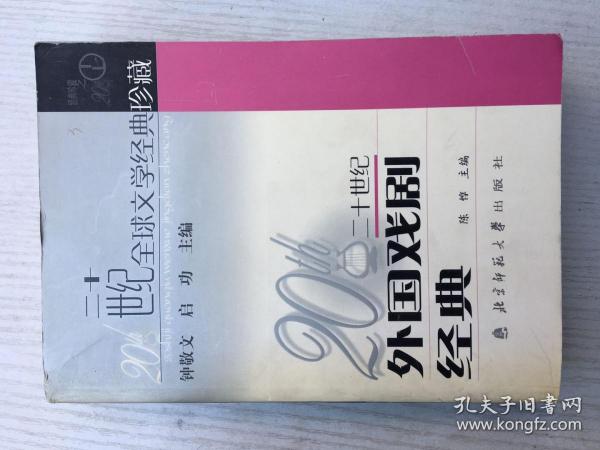 二十
世纪全球文学经典珍藏
钟敬文 启功 主编
20th
二十世纪
外国戏剧
经典
陈惇 主编
北京师范大学出版社
孔夫子旧书网
www.kongfz.com